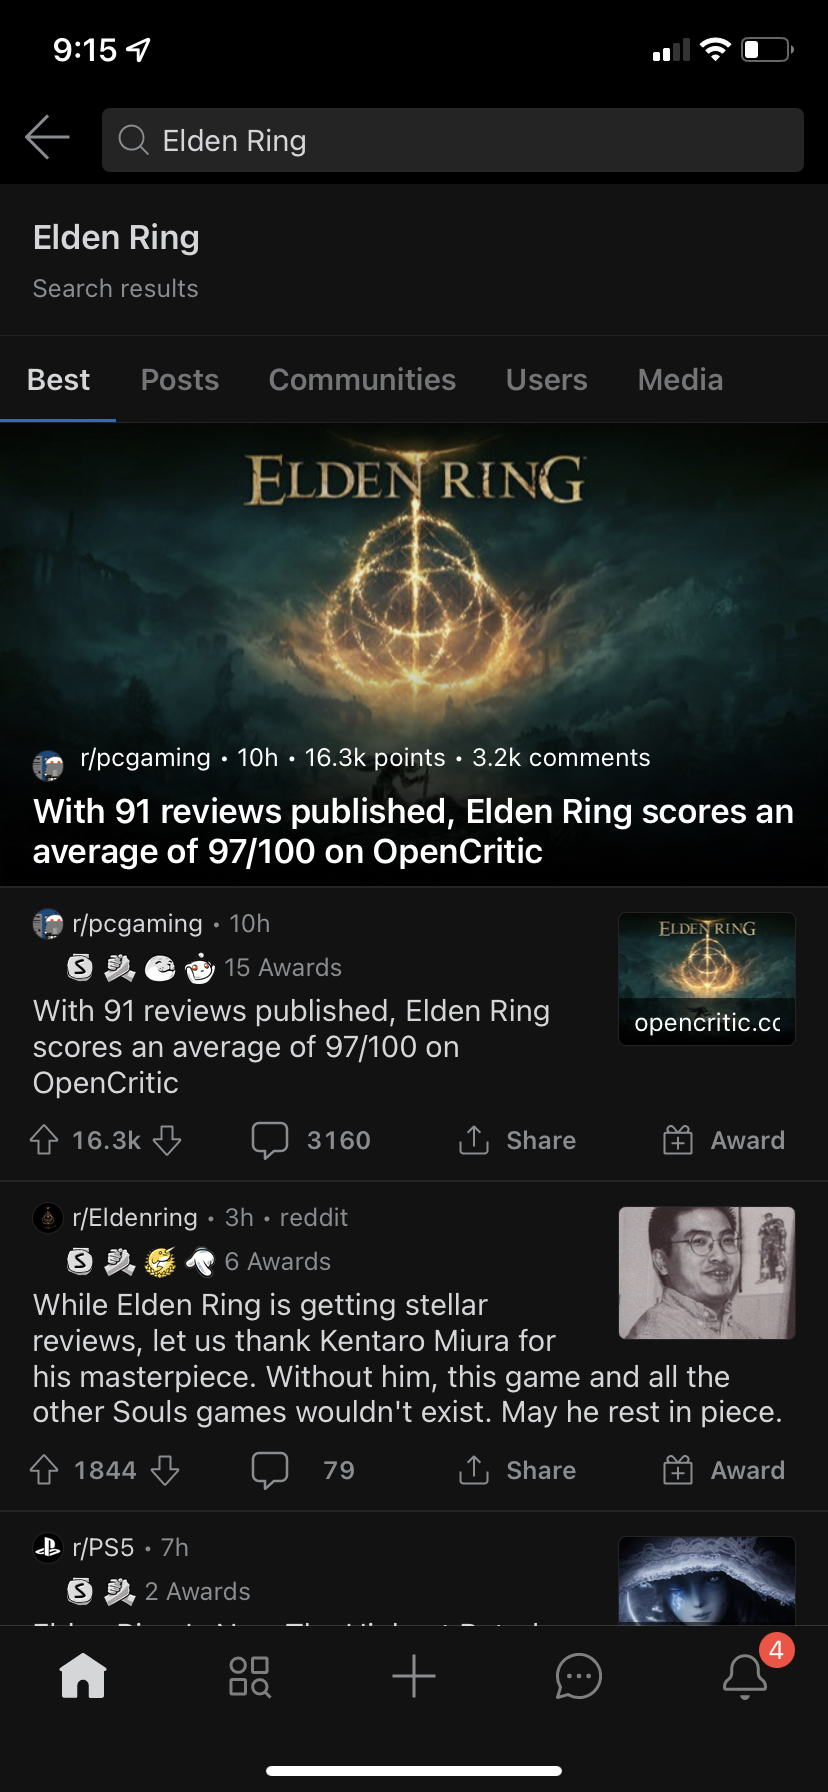 9:15
Elden Ring
Elden Ring
Search results
Best Posts Communities Users Media
ELDEN RING
r/pcgaming • 10h • 16.3k points • 3.2k comments
With 91 reviews published, Elden Ring scores an
average of 97/100 on OpenCritic
r/pcgaming • 10h
15 Awards
With 91 reviews published, Elden Ring
scores an average of 97/100 on
OpenCritic
ELDEN RING
opencritic.cc
16.3k 3160 Share Award
r/Eldenring • 3h • reddit
6 Awards
While Elden Ring is getting stellar
reviews, let us thank Kentaro Miura for
his masterpiece. Without him, this game and all the
other Souls games wouldn't exist. May he rest in piece.
1844 79 Share Award
r/PS5 • 7h
2 Awards
4